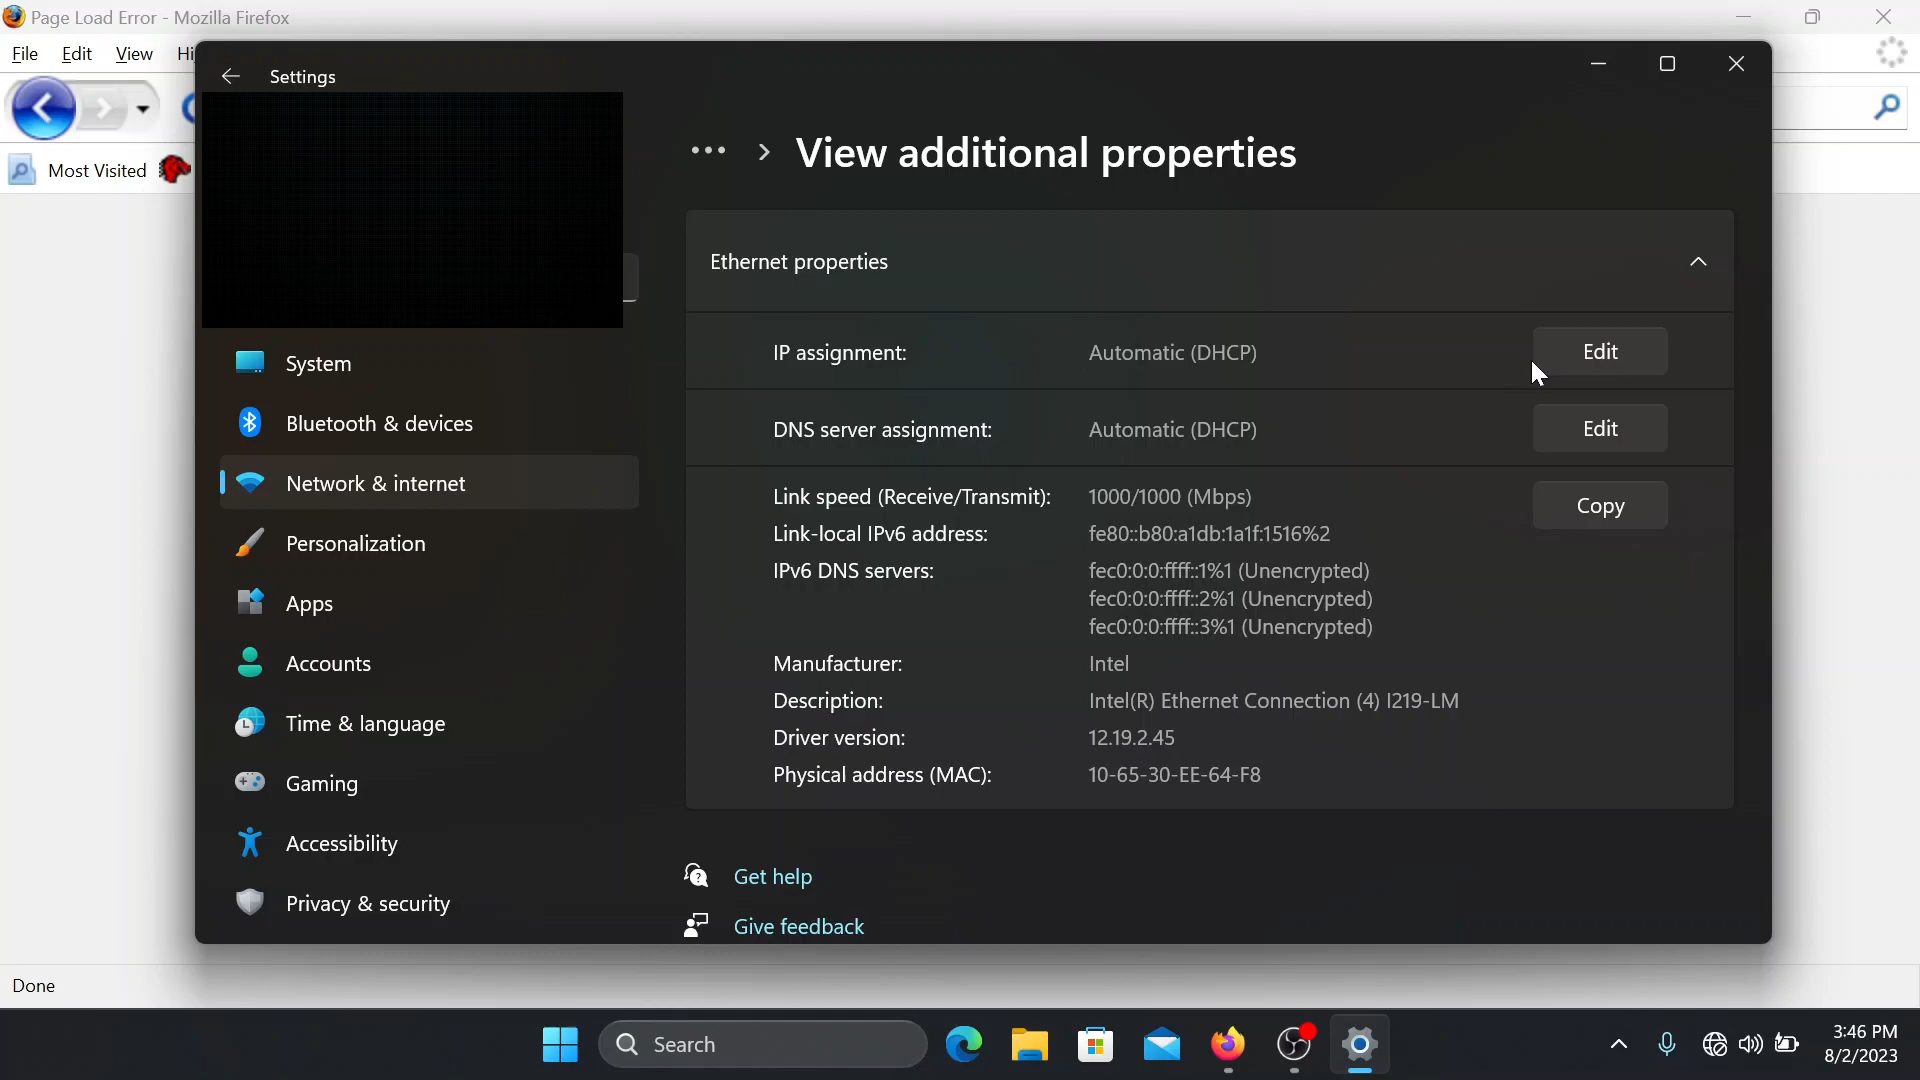 Page Load Error - Mozilla Firefox
File Edit View Hi
Settings
Most Visited
View additional properties
Ethernet properties
IP assignment: Automatic (DHCP) Edit
DNS server assignment: Automatic (DHCP) Edit
Link speed (Receive/Transmit): 1000/1000 (Mbps) Copy
Link-local IPv6 address: fe80::b80:a1db:1a1f:1516%2
IPv6 DNS servers: fec0:0:0:ffff::1%1 (Unencrypted)
fec0:0:0:ffff::2%1 (Unencrypted)
fec0:0:0:ffff::3%1 (Unencrypted)
Manufacturer: Intel
Description: Intel(R) Ethernet Connection (4) I219-LM
Driver version: 12.19.2.45
Physical address (MAC): 10-65-30-EE-64-F8
System
Bluetooth & devices
Network & internet
Personalization
Apps
Accounts
Time & language
Gaming
Accessibility
Privacy & security
Get help
Give feedback
Done
Search
3:46 PM
8/2/2023